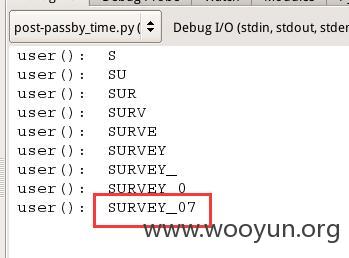 post-passby_time.py (
Debug I/O (stdin, stdout, stder
user(): S
user(): SU
user(): SUR
user(): SURV
user(): SURVE
user(): SURVEY
user(): SURVEY_
user(): SURVEY_0
user(): SURVEY_07
www.wooyun.org